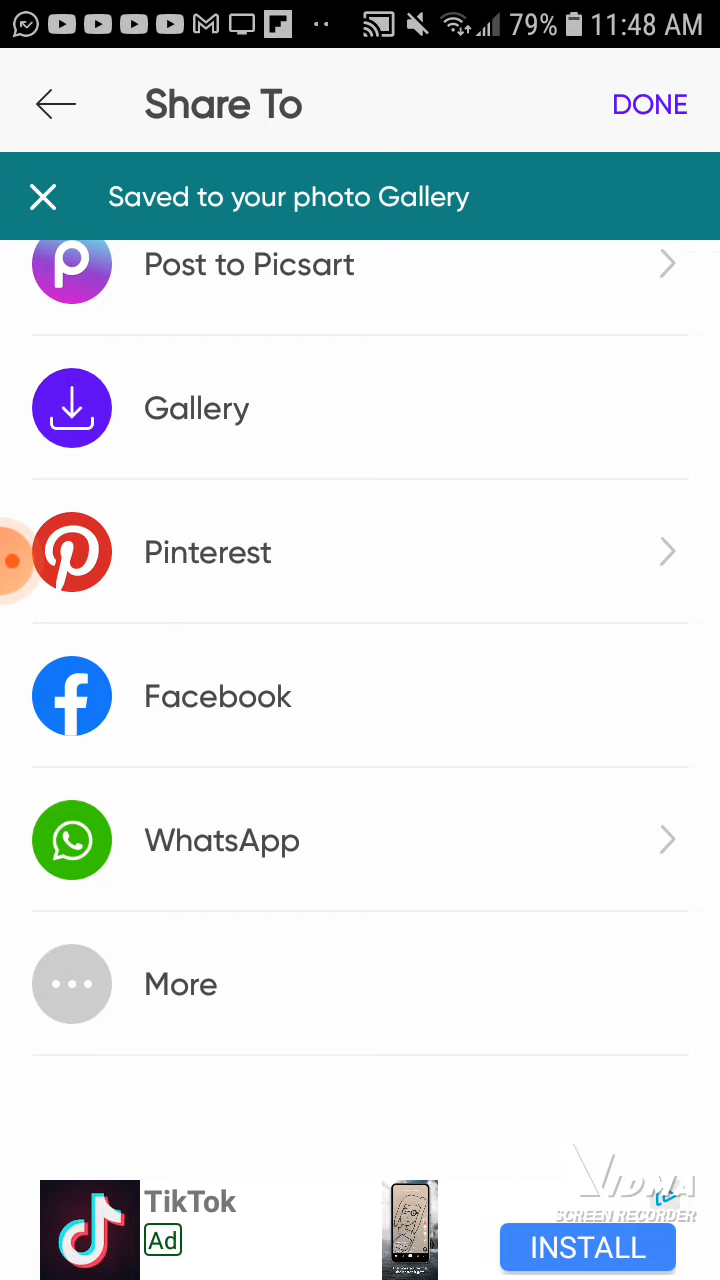 79% 11:48 AM
Share To
DONE
Saved to your photo Gallery
Post to Picsart
Gallery
Pinterest
Facebook
WhatsApp
More
TikTok
Ad
VIDMA
SCREEN RECORDER
INSTALL